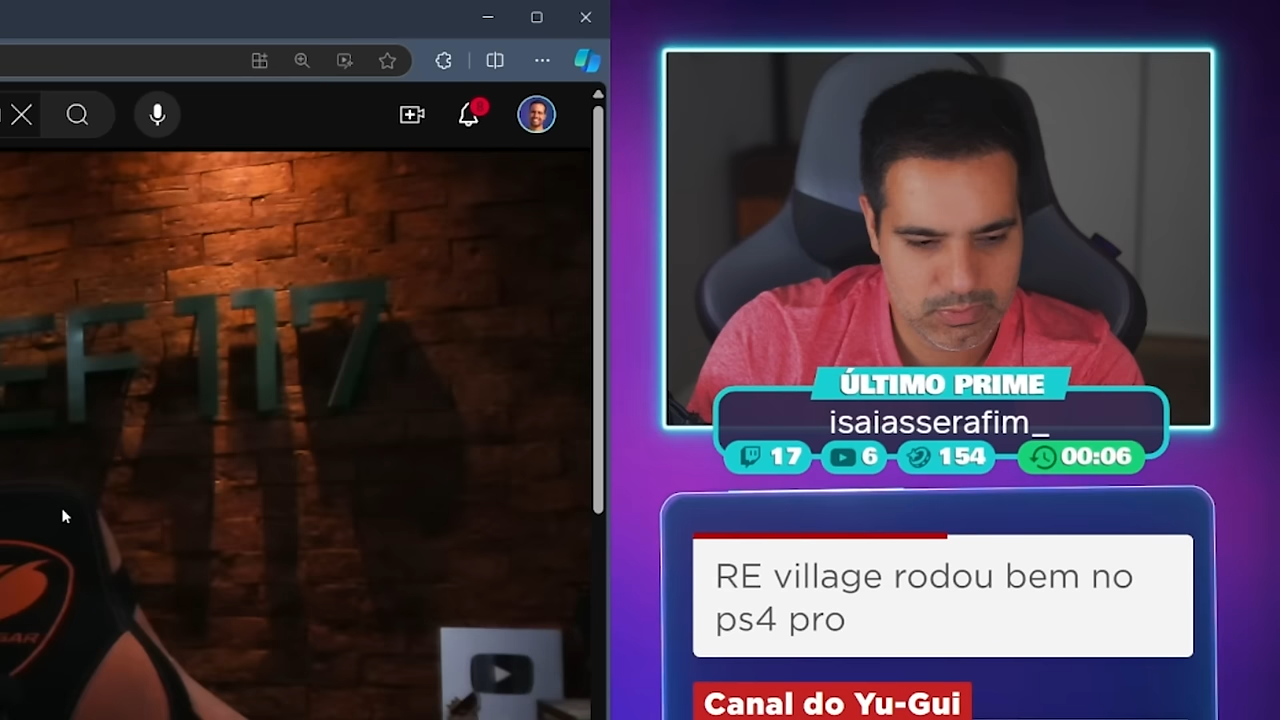 EF117
GAR
ÚLTIMO PRIME
isaiasserafim_
17
6
154
00:06
RE village rodou bem no
ps4 pro
Canal do Yu-Gui